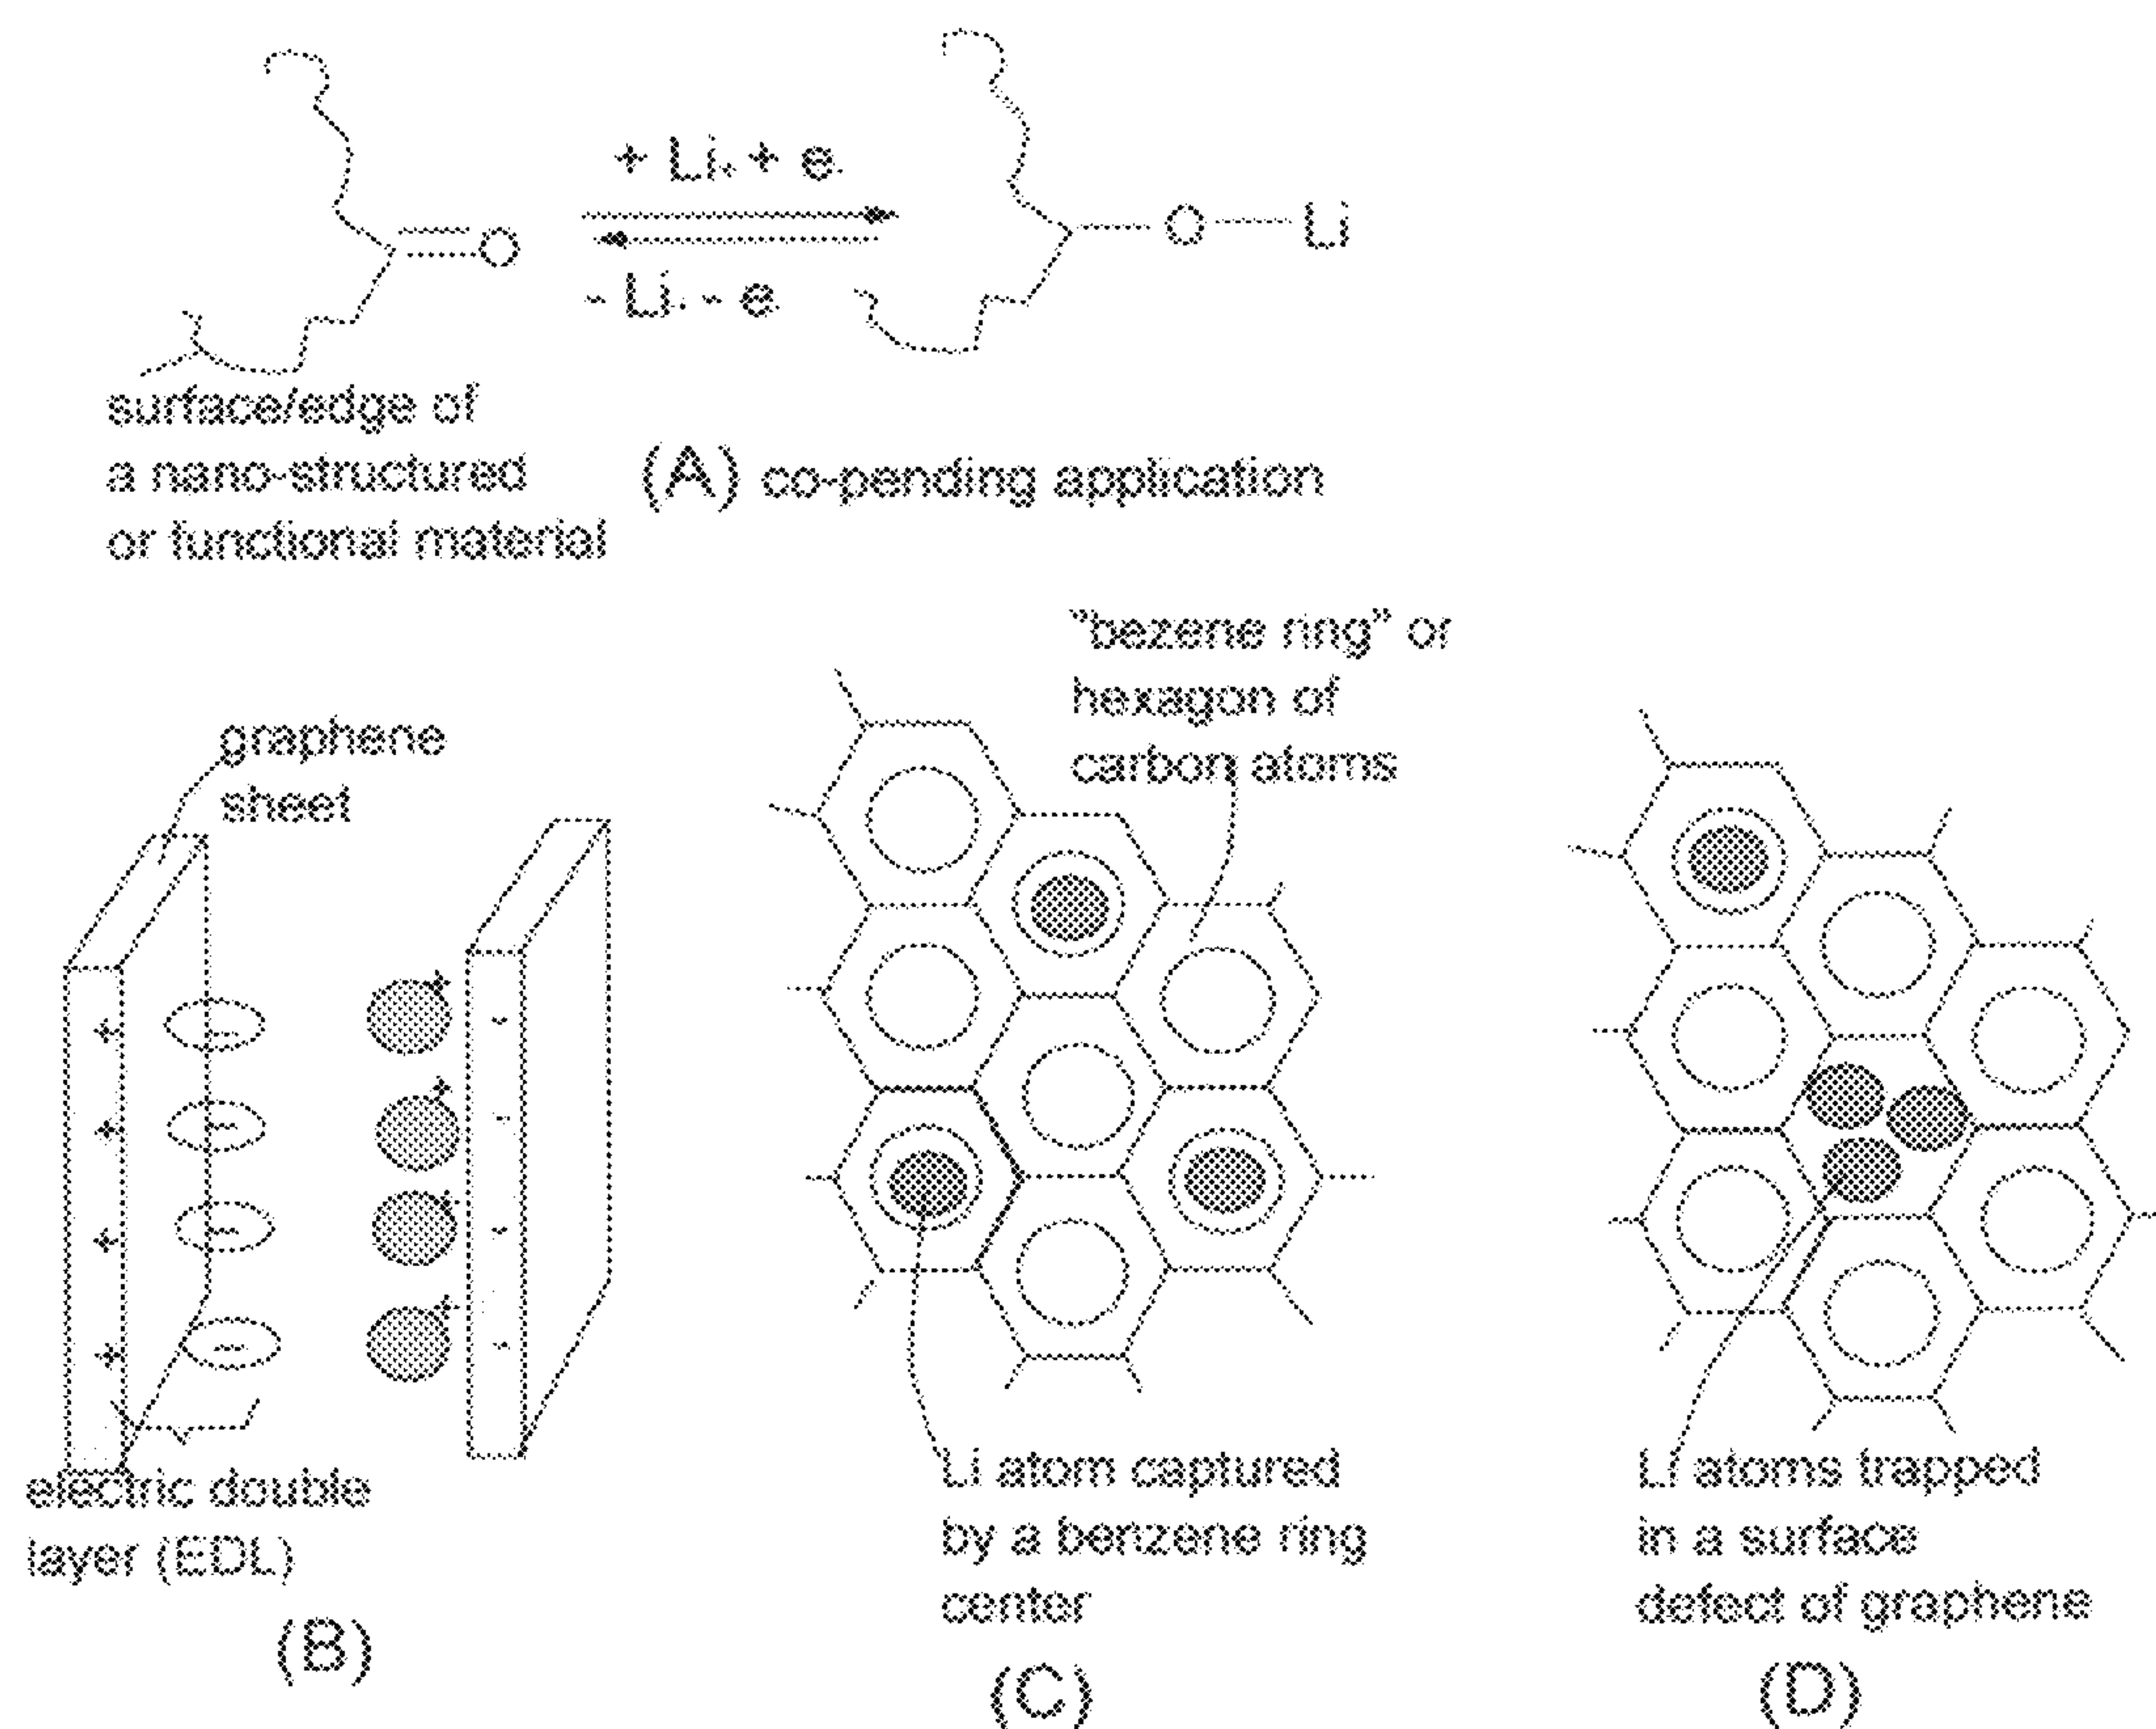 + Li+ + e-
O
O
Li
- Li+ - e-
surface/edge of
a nano-structured
or functional material
(A) co-pending application
"bezene ring" or
hexagon of
carbon atoms
graphene
sheet
+ - + -
+ - + -
+ - + -
+ - + -
electric double
layer (EDL)
(B)
Li atom captured
by a benzene ring
center
(C)
Li atoms trapped
in a surface
defect of graphene
(D)